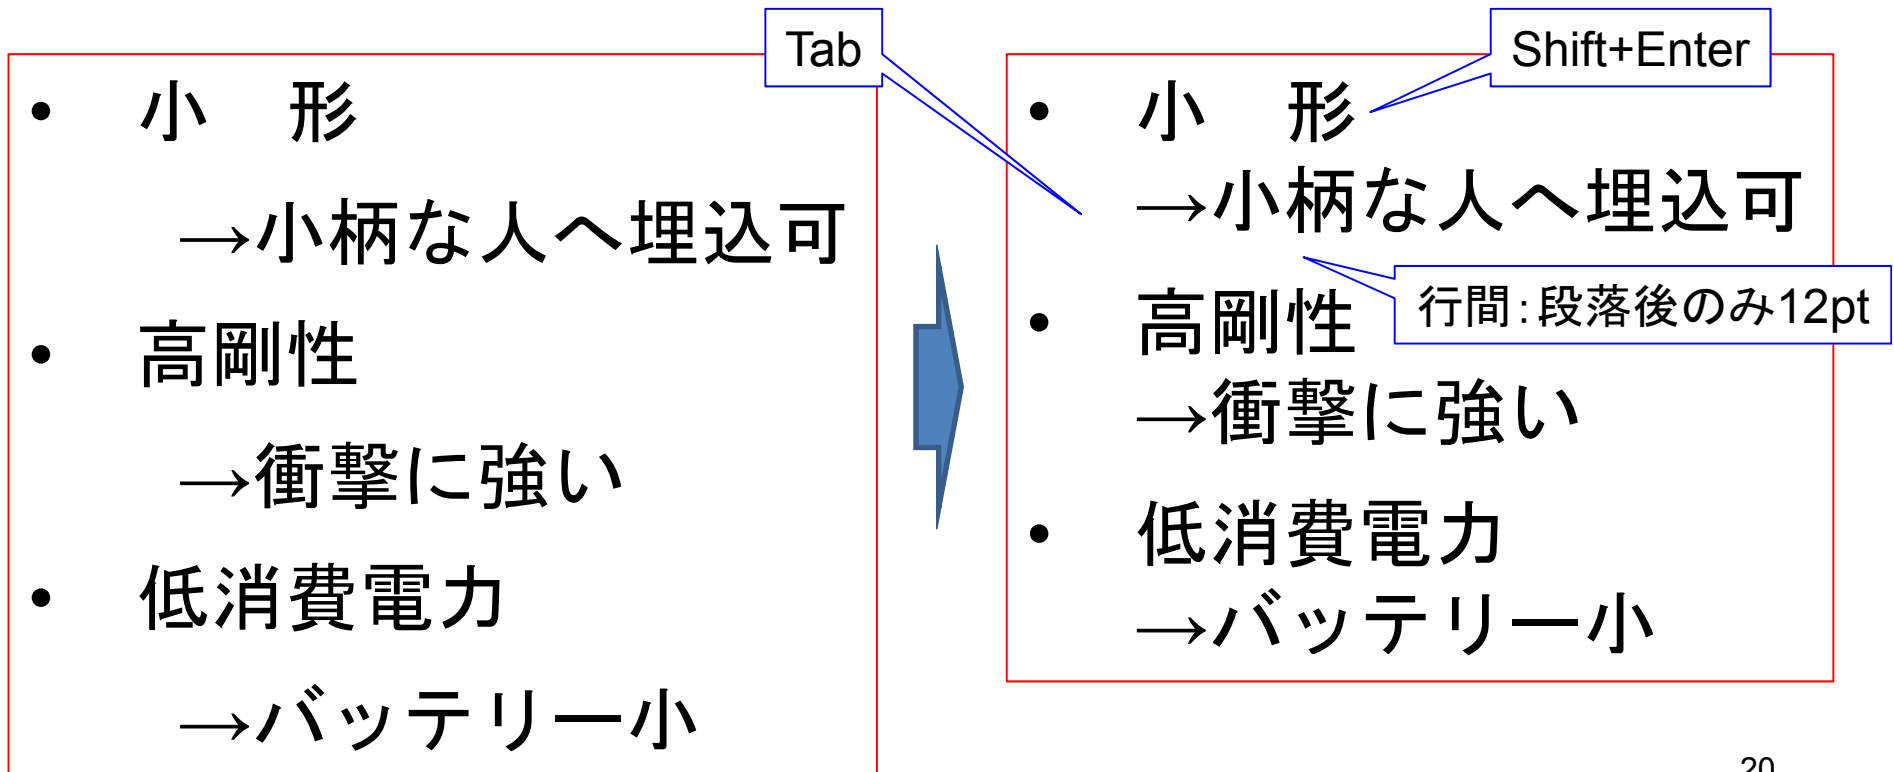 Tab
• 小　形
→小柄な人へ埋込可
• 高剛性
→衝撃に強い
• 低消費電力
→バッテリー小
Shift+Enter
• 小　形
→小柄な人へ埋込可
行間：段落後のみ12pt
• 高剛性
→衝撃に強い
• 低消費電力
→バッテリー小
20